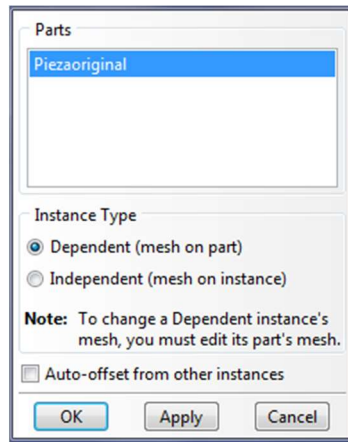 Parts
Piezaoriginal
Instance Type
Dependent (mesh on part)
Independent (mesh on instance)
Note: To change a Dependent instance's
mesh, you must edit its part's mesh.
Auto-offset from other instances
OK Apply Cancel